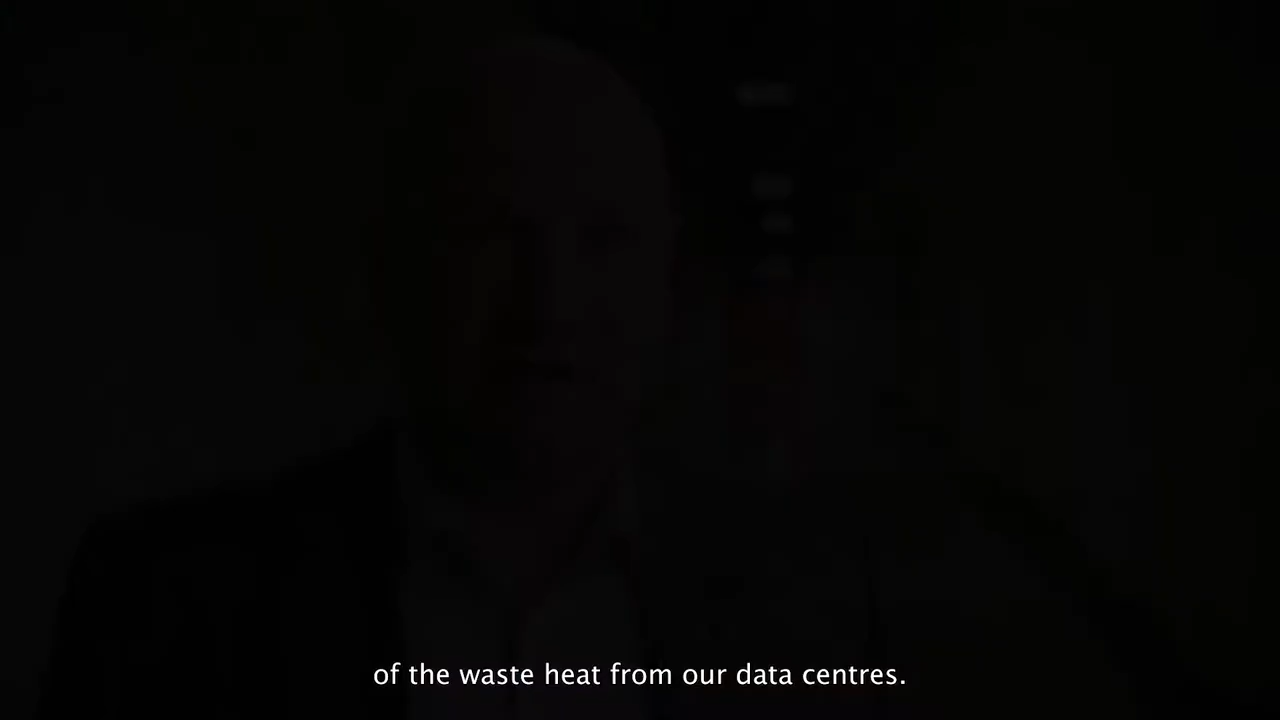 of the waste heat from our data centres.